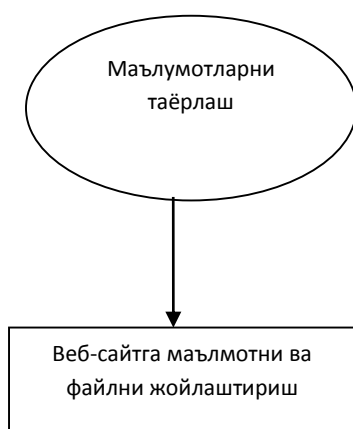 Маълумотларни
таёрлаш
Веб-сайтга маълмотни ва
файлни жойлаштириш